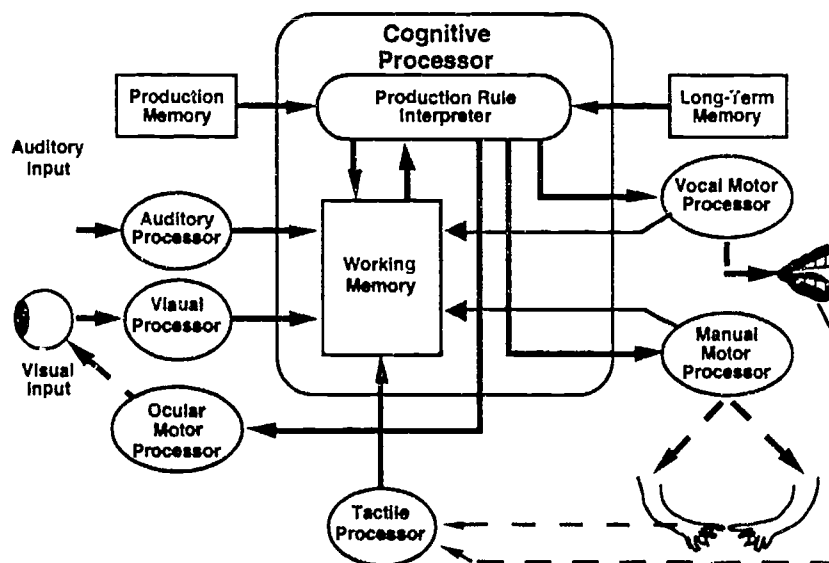 Cognitive
Processor
Production
Memory
Production Rule
Interpreter
Long-Term
Memory
Auditory
Input
Auditory
Processor
Vocal Motor
Processor
Working
Memory
Visual
Processor
Visual
Input
Manual
Motor
Processor
Ocular
Motor
Processor
Tactile
Processor